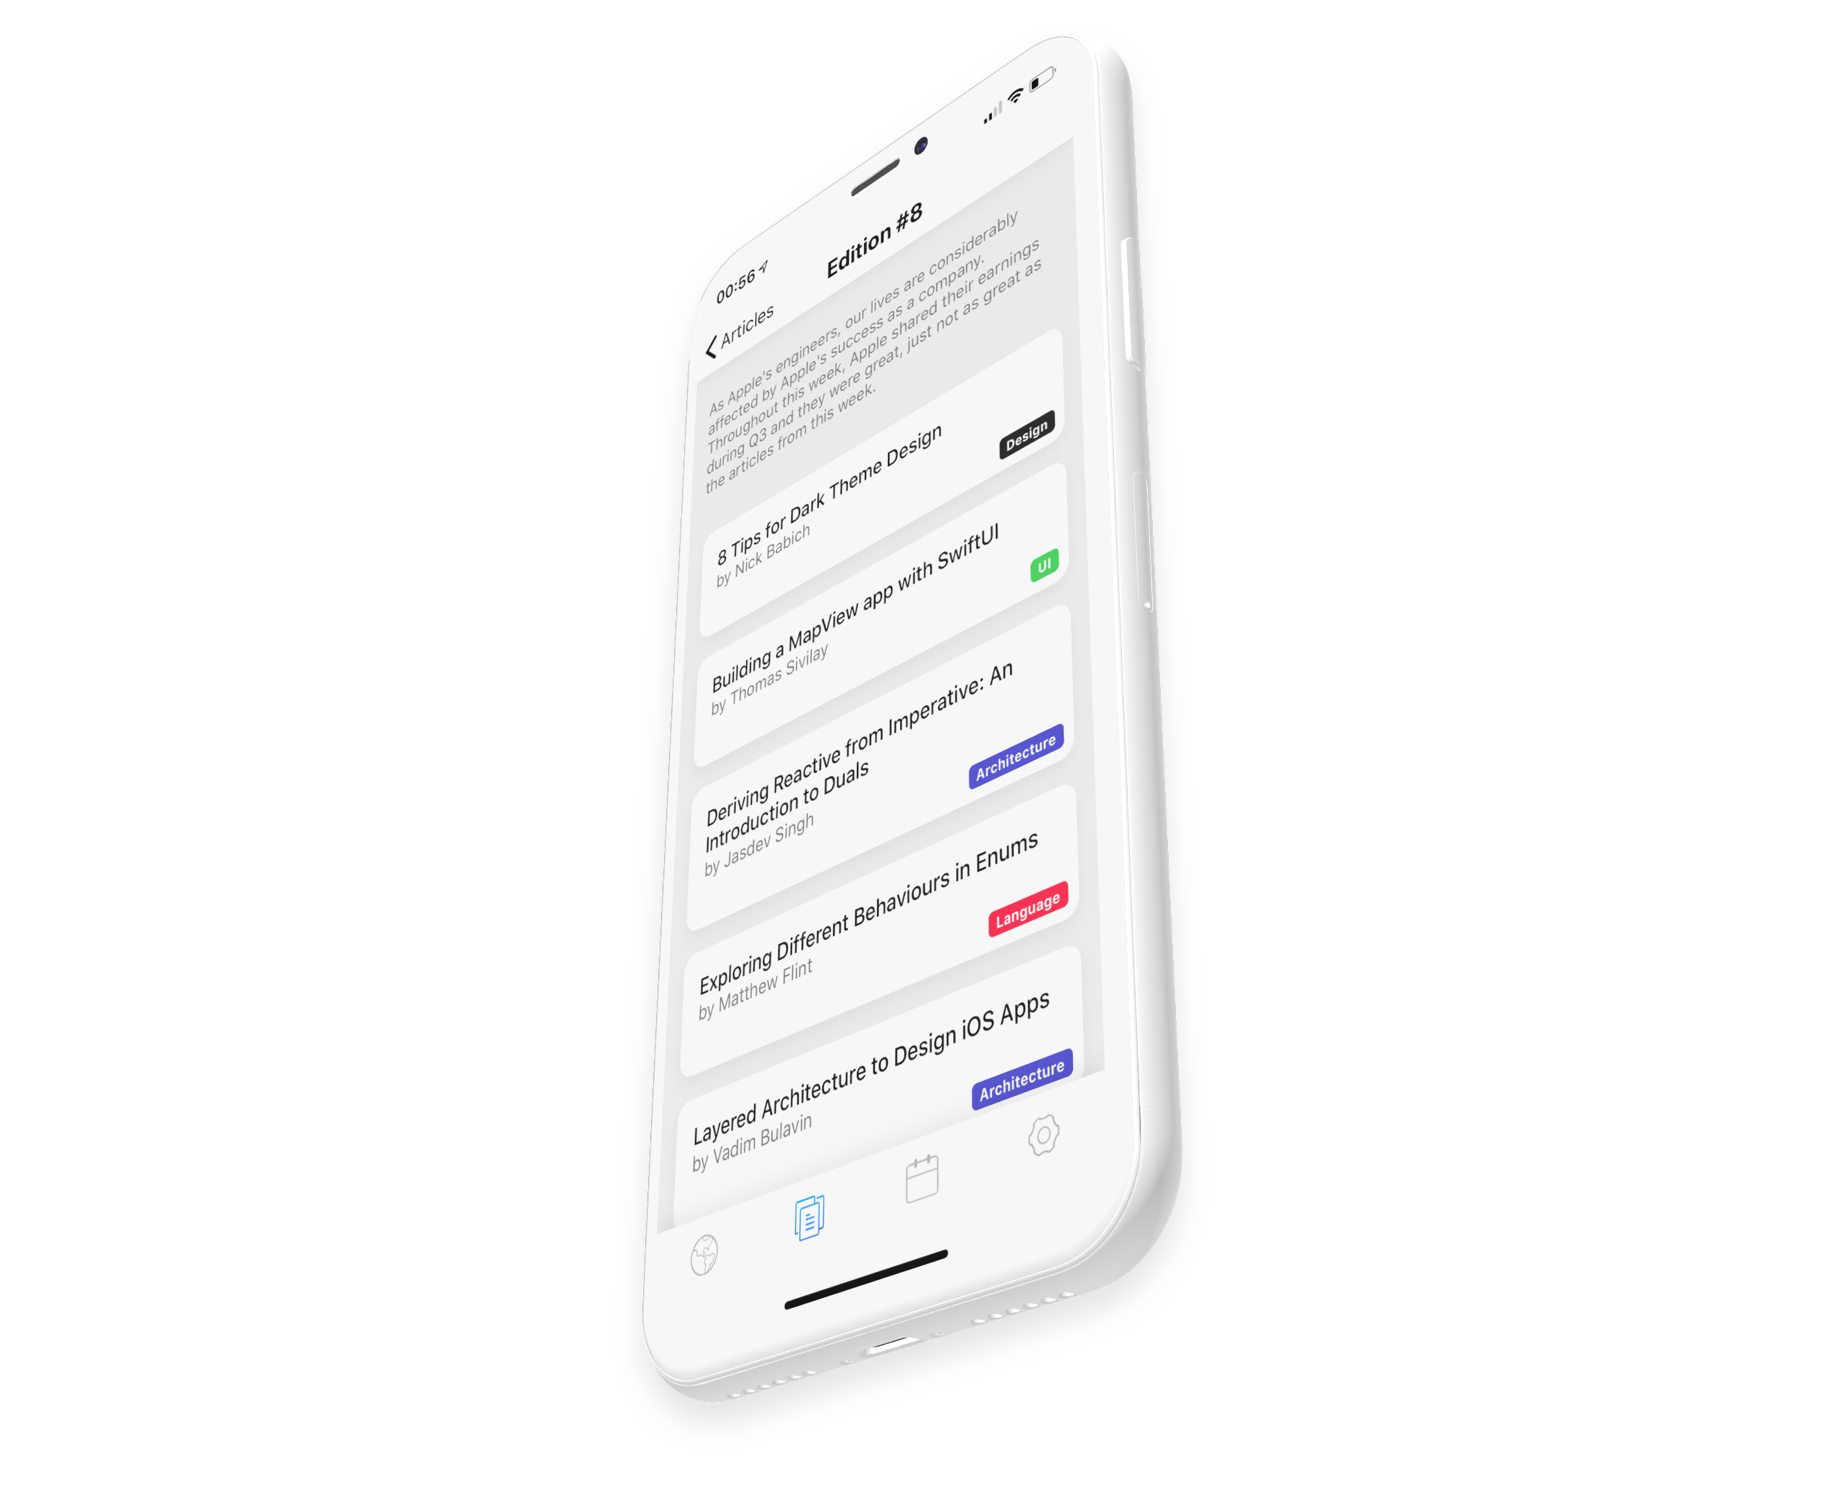 00:56
Articles
Edition #8
As Apple's engineers, our lives are considerably
affected by Apple's success as a company.
Throughout this week, Apple shared their earnings
during Q3 and they were great, just not as great as
the articles from this week.
8 Tips for Dark Theme Design
by Nick Babich
Design
Building a MapView app with SwiftUI
by Thomas Sivilay
UI
Deriving Reactive from Imperative: An
Introduction to Duals
by Jasdev Singh
Architecture
Exploring Different Behaviours in Enums
by Matthew Flint
Language
Layered Architecture to Design iOS Apps
by Vadim Bulavin
Architecture